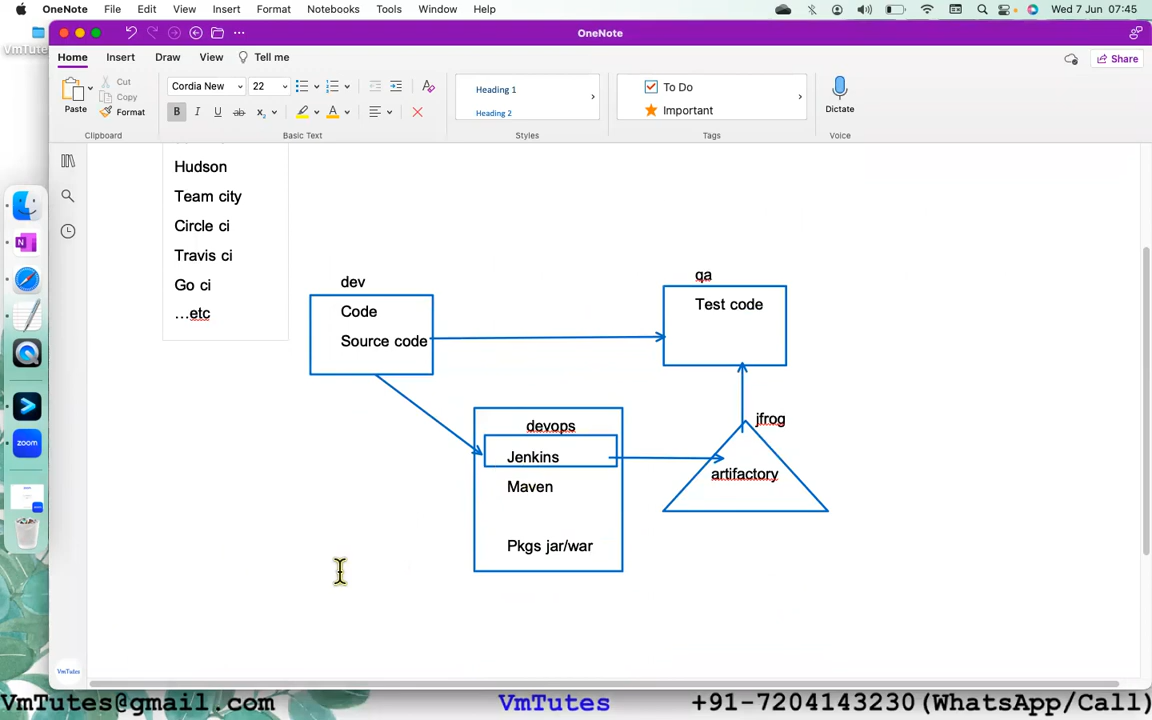 OneNote File Edit View Insert Format Notebooks Tools Window Help Wed 7 Jun 07:45
OneNote
Home Insert Draw View Tell me Share
Paste Cut Copy Format
Cordia New 22
B I U ab X2 A
Heading 1
Heading 2
To Do
Important
Dictate
Clipboard Basic Text Styles Tags Voice
Hudson
Team city
Circle ci
Travis ci
Go ci
...etc
dev
Code
Source code
qa
Test code
devops
Jenkins
Maven
Pkgs jar/war
jfrog
artifactory
zoom
VmTutes
VmTutes@gmail.com VmTutes +91-7204143230(WhatsApp/Call)